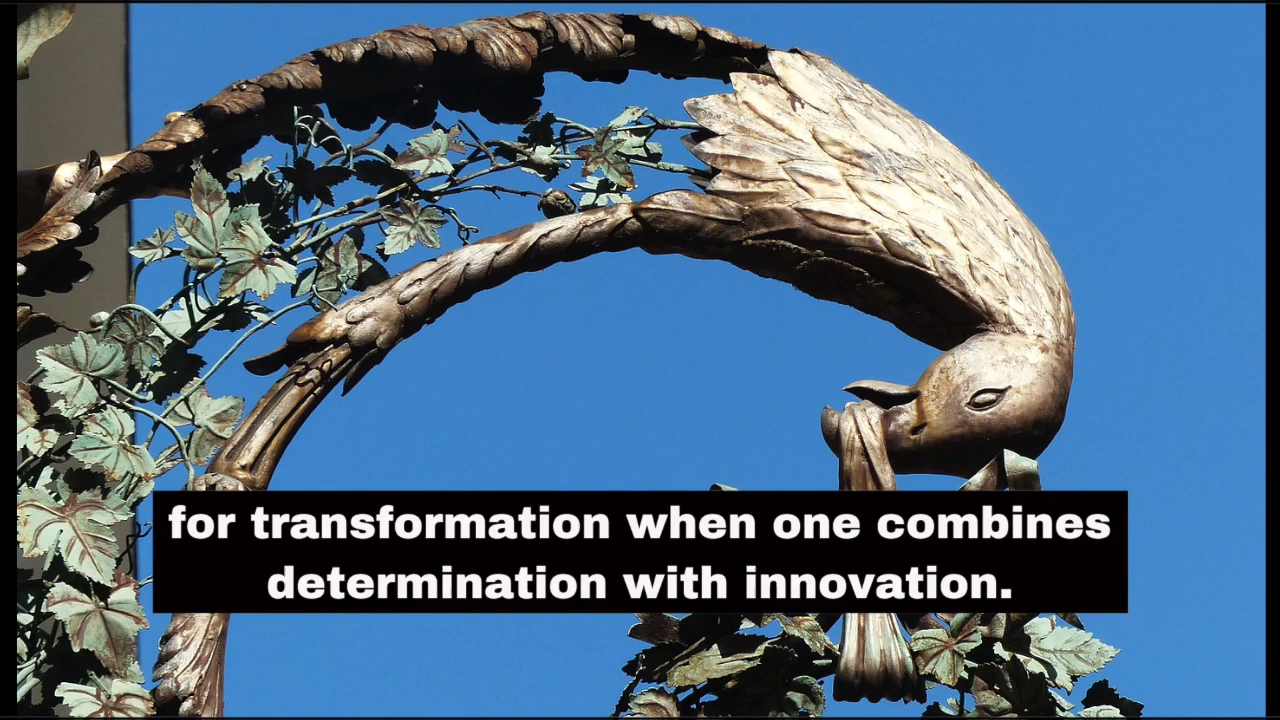 for transformation when one combines
determination with innovation.